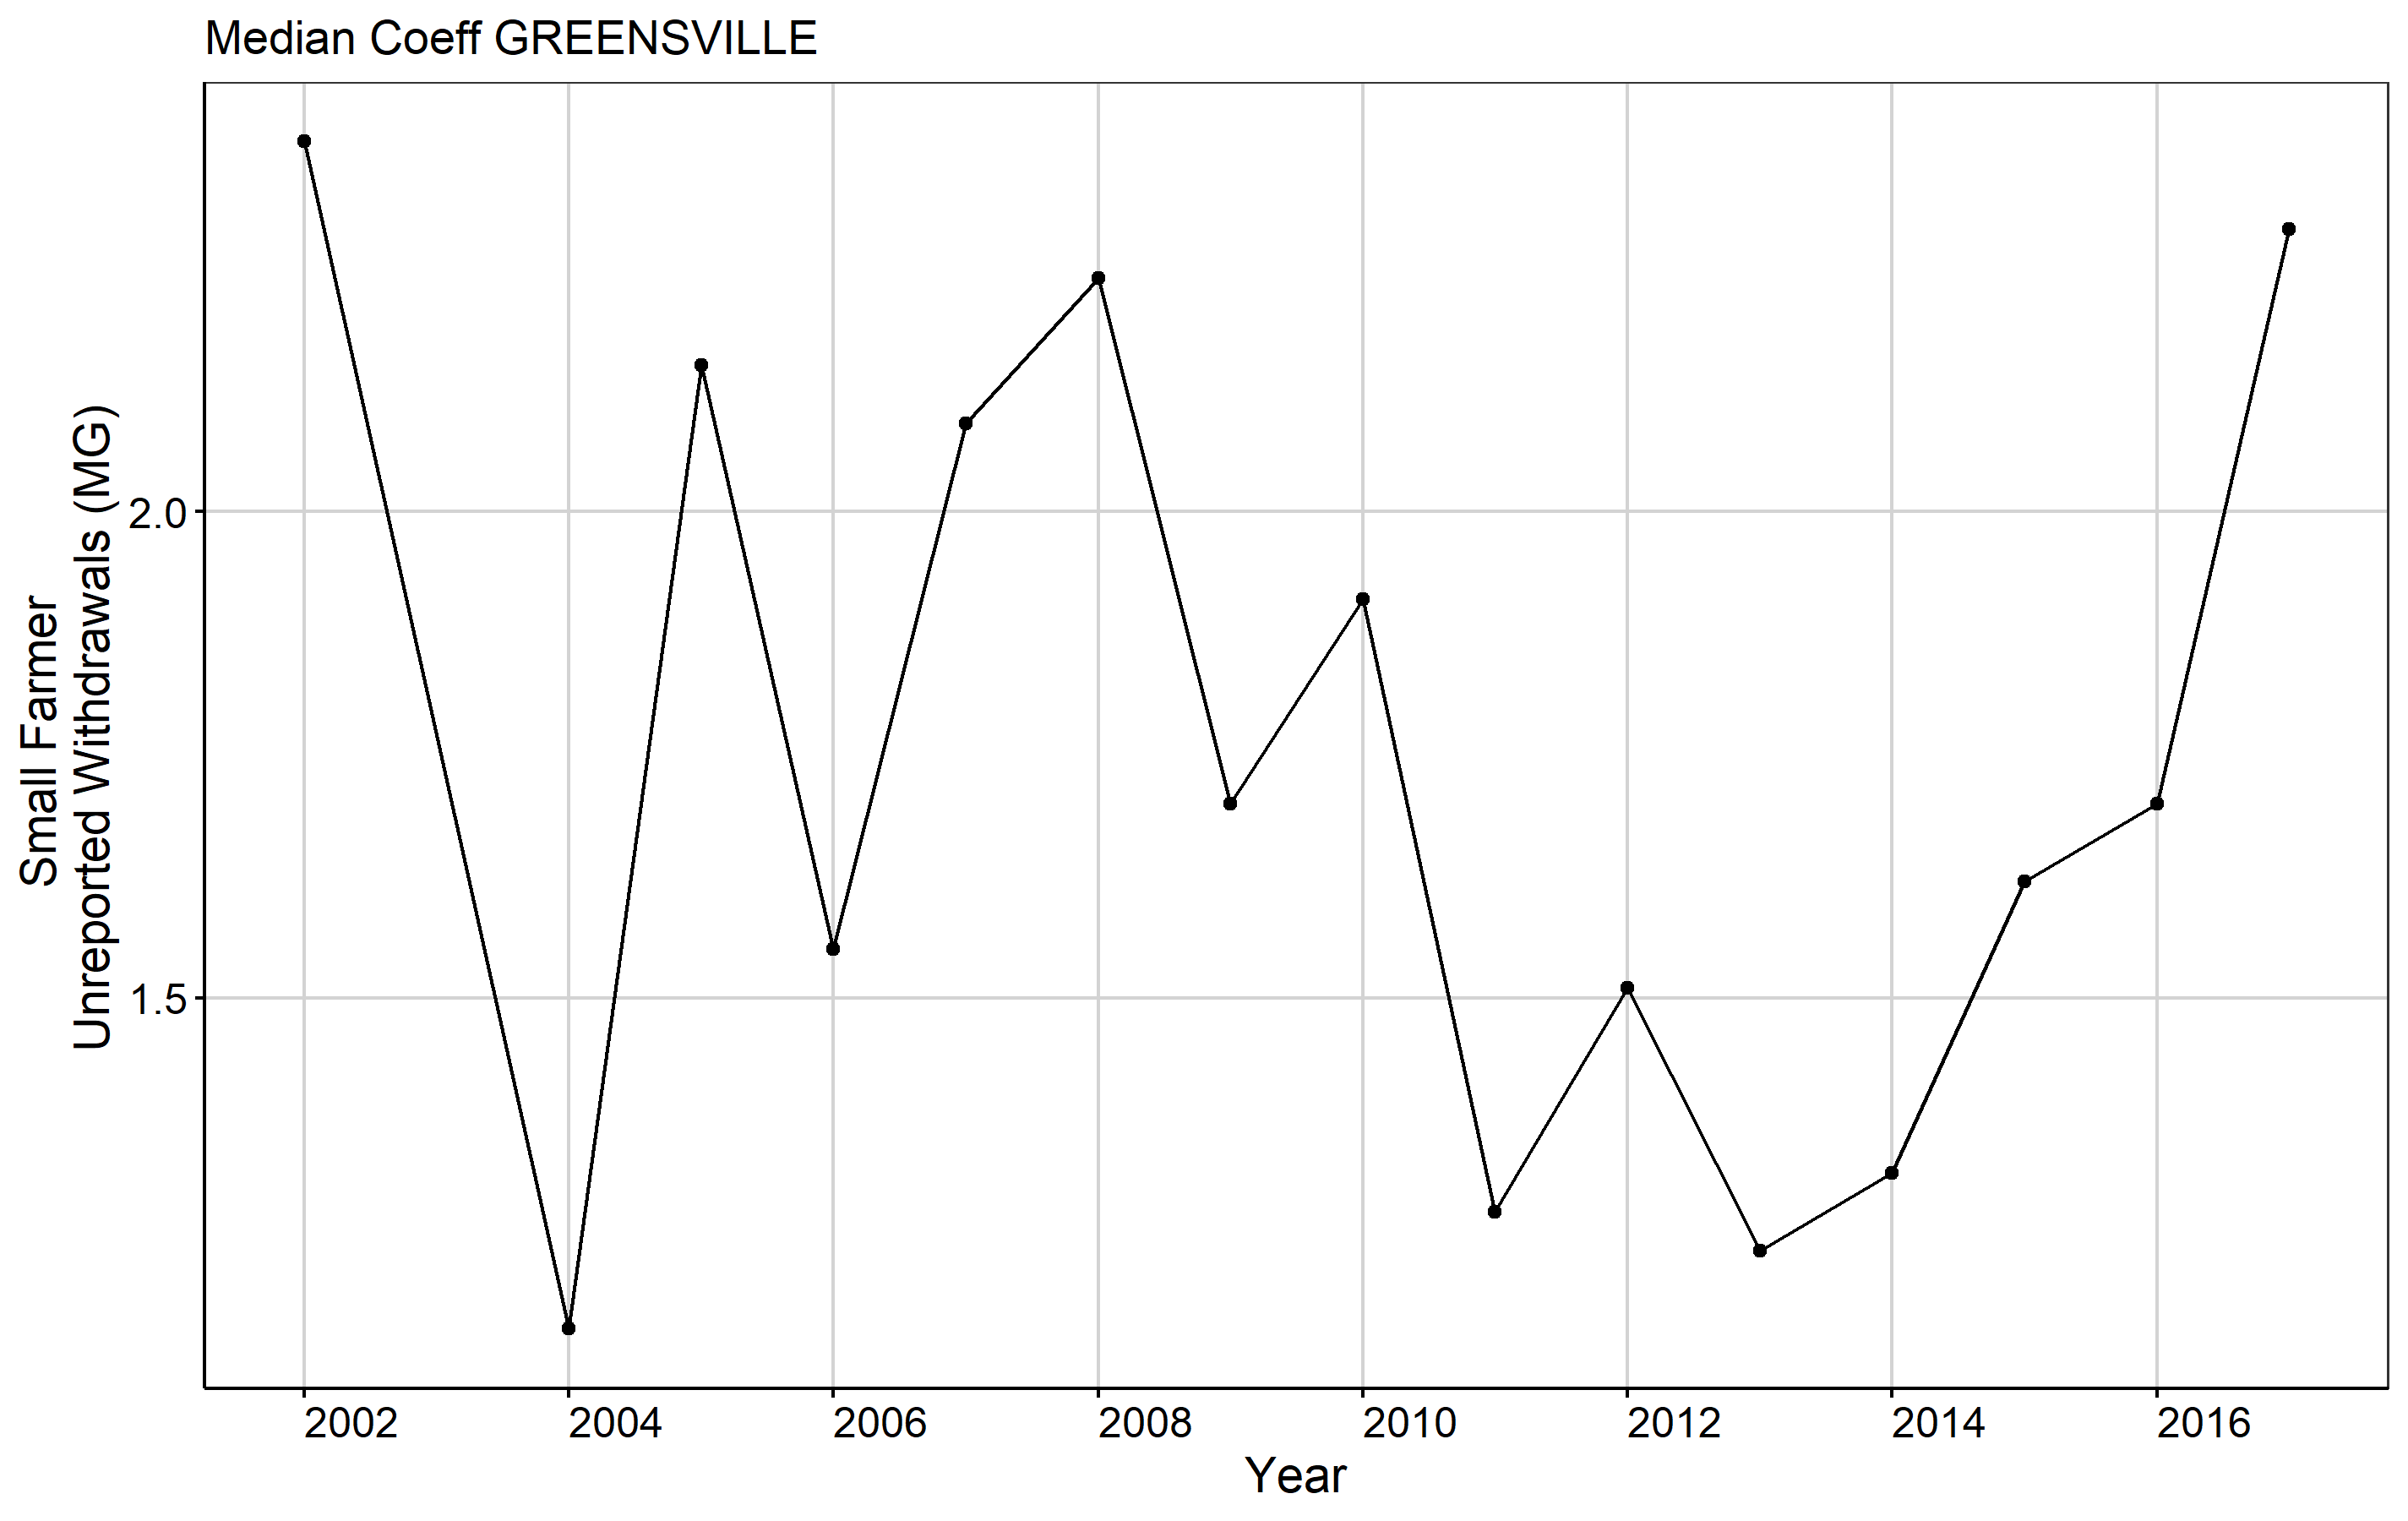 Median Coeff GREENSVILLE
Small Farmer
Unreported Withdrawals (MG)
2.0
1.5
2002 2004 2006 2008 2010 2012 2014 2016
Year